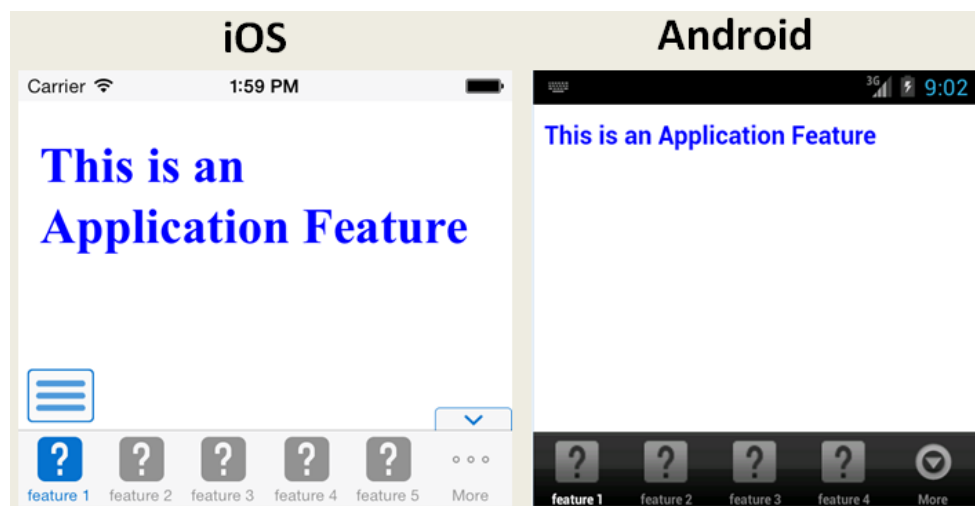 iOS
Android
Carrier 1:59 PM
This is an
Application Feature
feature 1 feature 2 feature 3 feature 4 feature 5 More
3G 9:02
This is an Application Feature
feature 1 feature 2 feature 3 feature 4 More